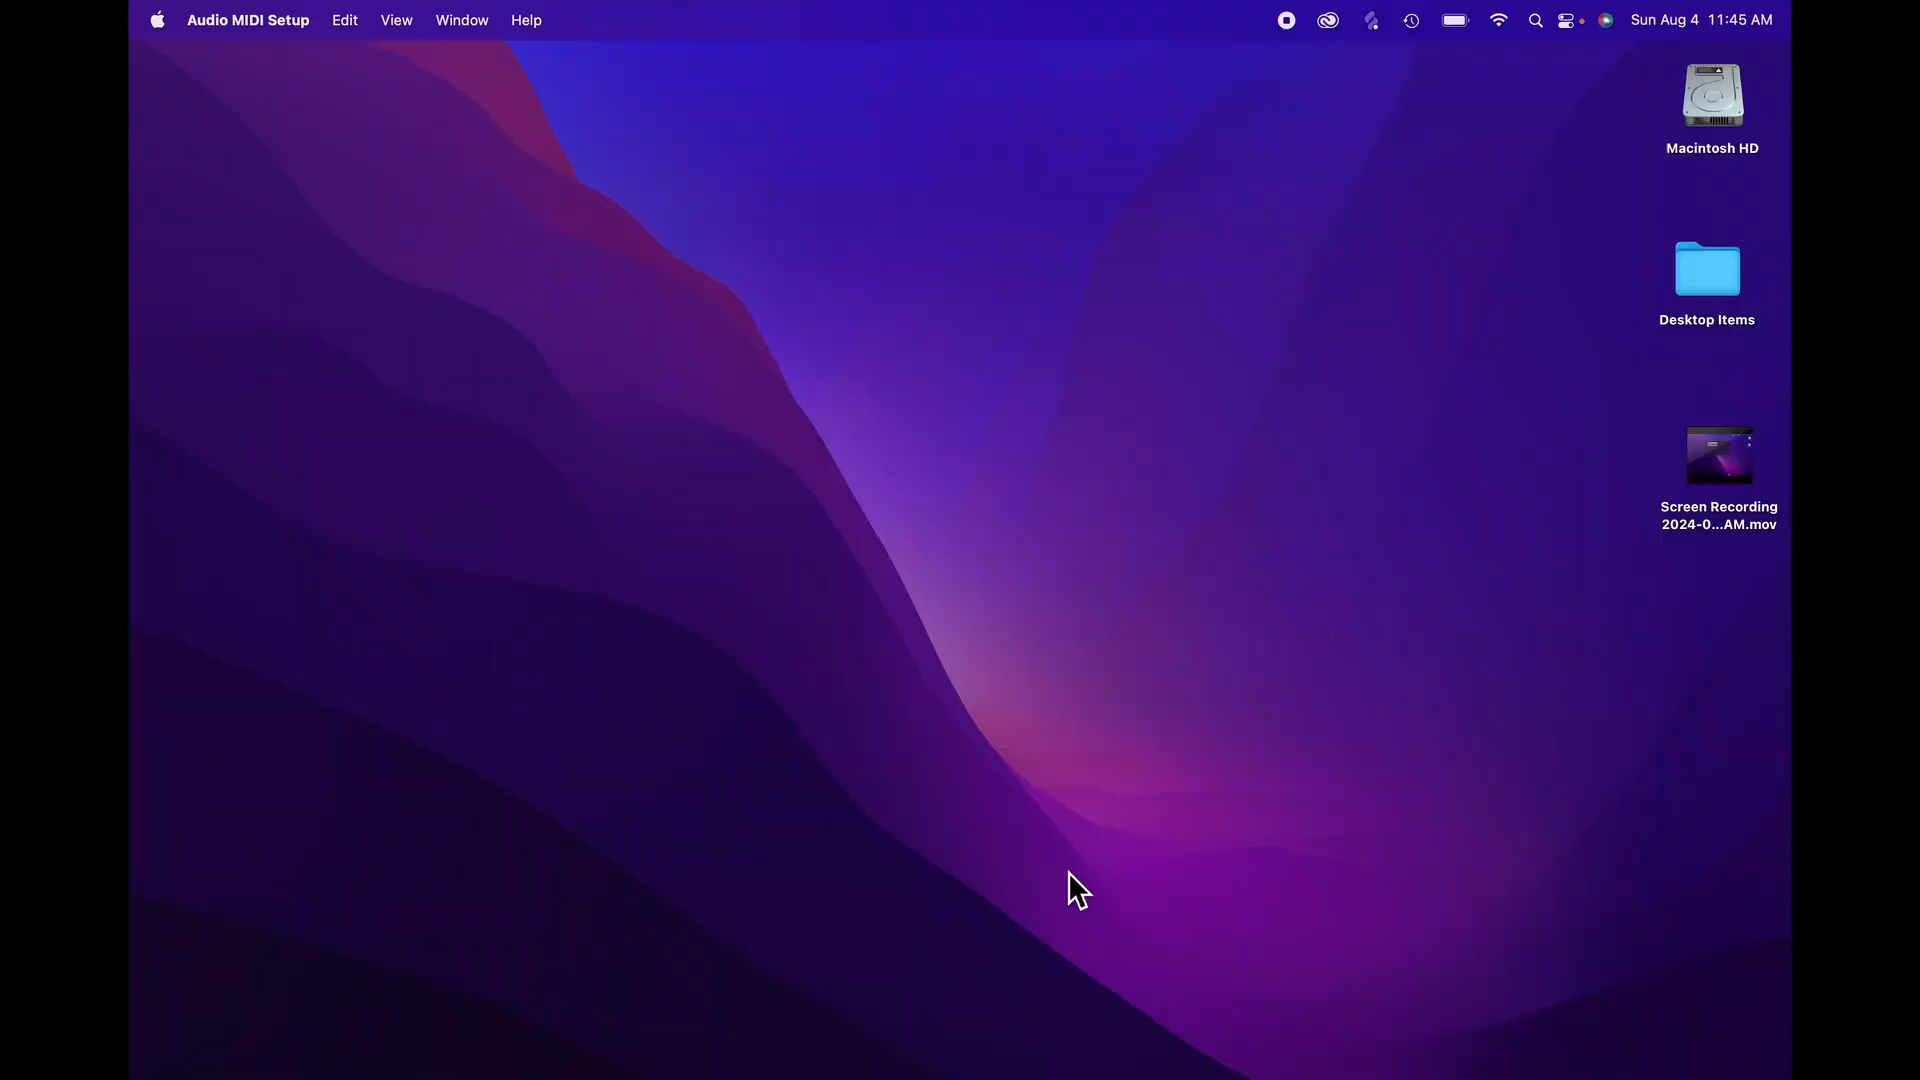 Audio MIDI Setup Edit View Window Help Sun Aug 4 11:45 AM
Macintosh HD
Desktop Items
Screen Recording
2024-0...AM.mov